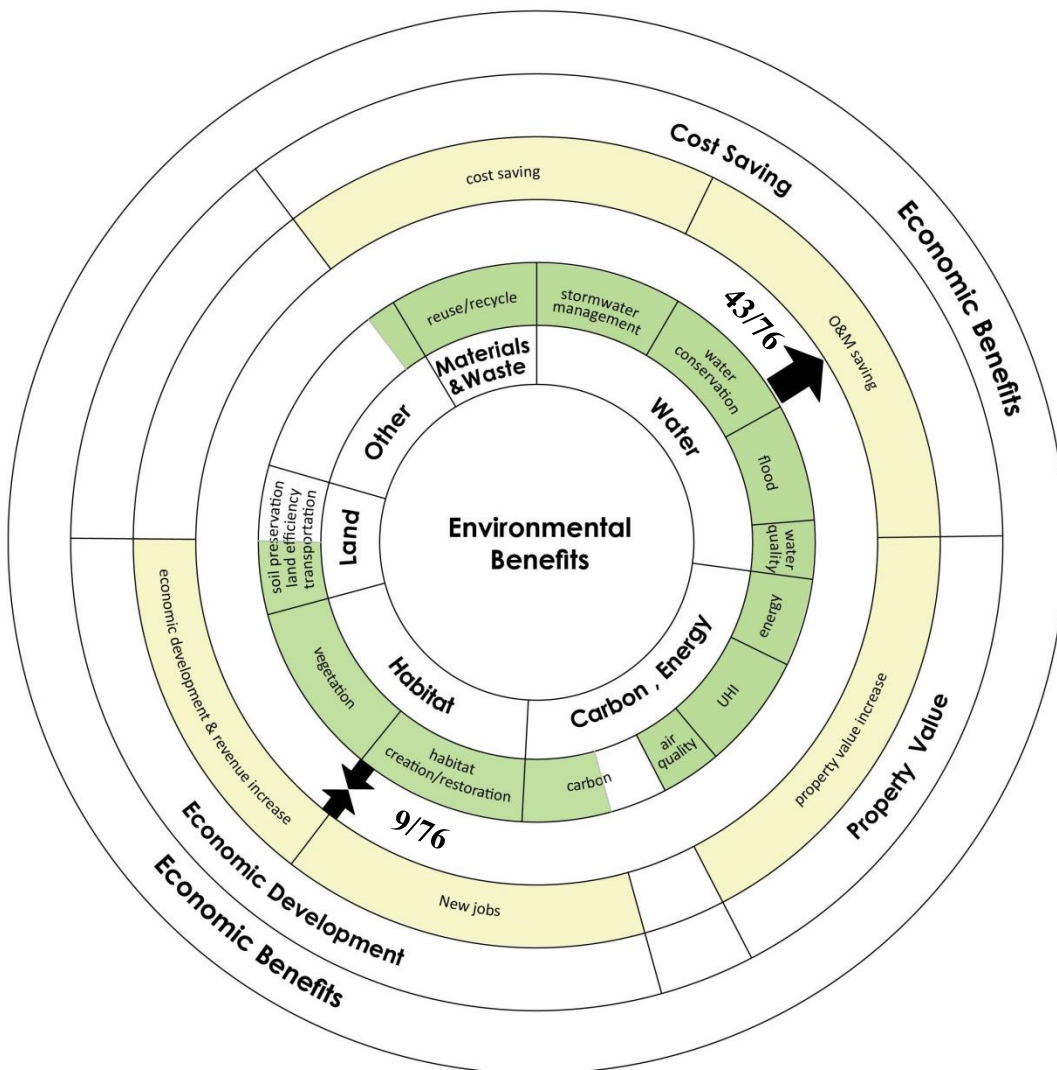 Economic Benefits
Cost Saving
cost saving
O&M saving
43/76
reuse/recycle
stormwater
management
water
conservation
flood
water
quality
energy
UHI
air
quality
carbon
habitat
creation/restoration
vegetation
soil preservation
land efficiency
transportation
Materials
&Waste
Water
Carbon , Energy
Habitat
Land
Other
Environmental
Benefits
property value increase
Property Value
9/76
New jobs
economic development & revenue increase
Economic Development
Economic Benefits